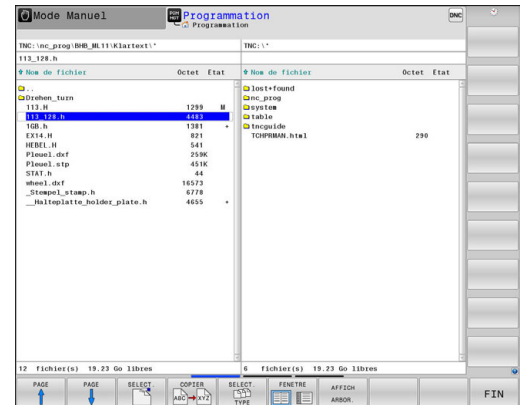 Mode Manuel
PGM
MGT
Programmation
Programmation
DNC
TNC:\nc_prog\BHB_ML11\Klartext\*
TNC:\*
113_128.h
Nom de fichier Octet Etat
..
Drehen_turn
113.H 1299 M
113_128.h 4483
1GB.h 1381 +
EX14.H 821
HEBEL.H 541
Pleuel.dxf 259K
Pleuel.stp 451K
STAT.h 44
wheel.dxf 16573
_Stempel_stamp.h 6778
__Halteplatte_holder_plate.h 4655 +
12 fichier(s) 19.23 Go libres
Nom de fichier Octet Etat
lost+found
nc_prog
system
table
tncguide
TCHPRMAN.html 290
6 fichier(s) 19.23 Go libres
PAGE
PAGE
SELECT.
COPIER
ABC XYZ
SELECT.
TYPE
FENETRE
AFFICH
ARBOR.
FIN